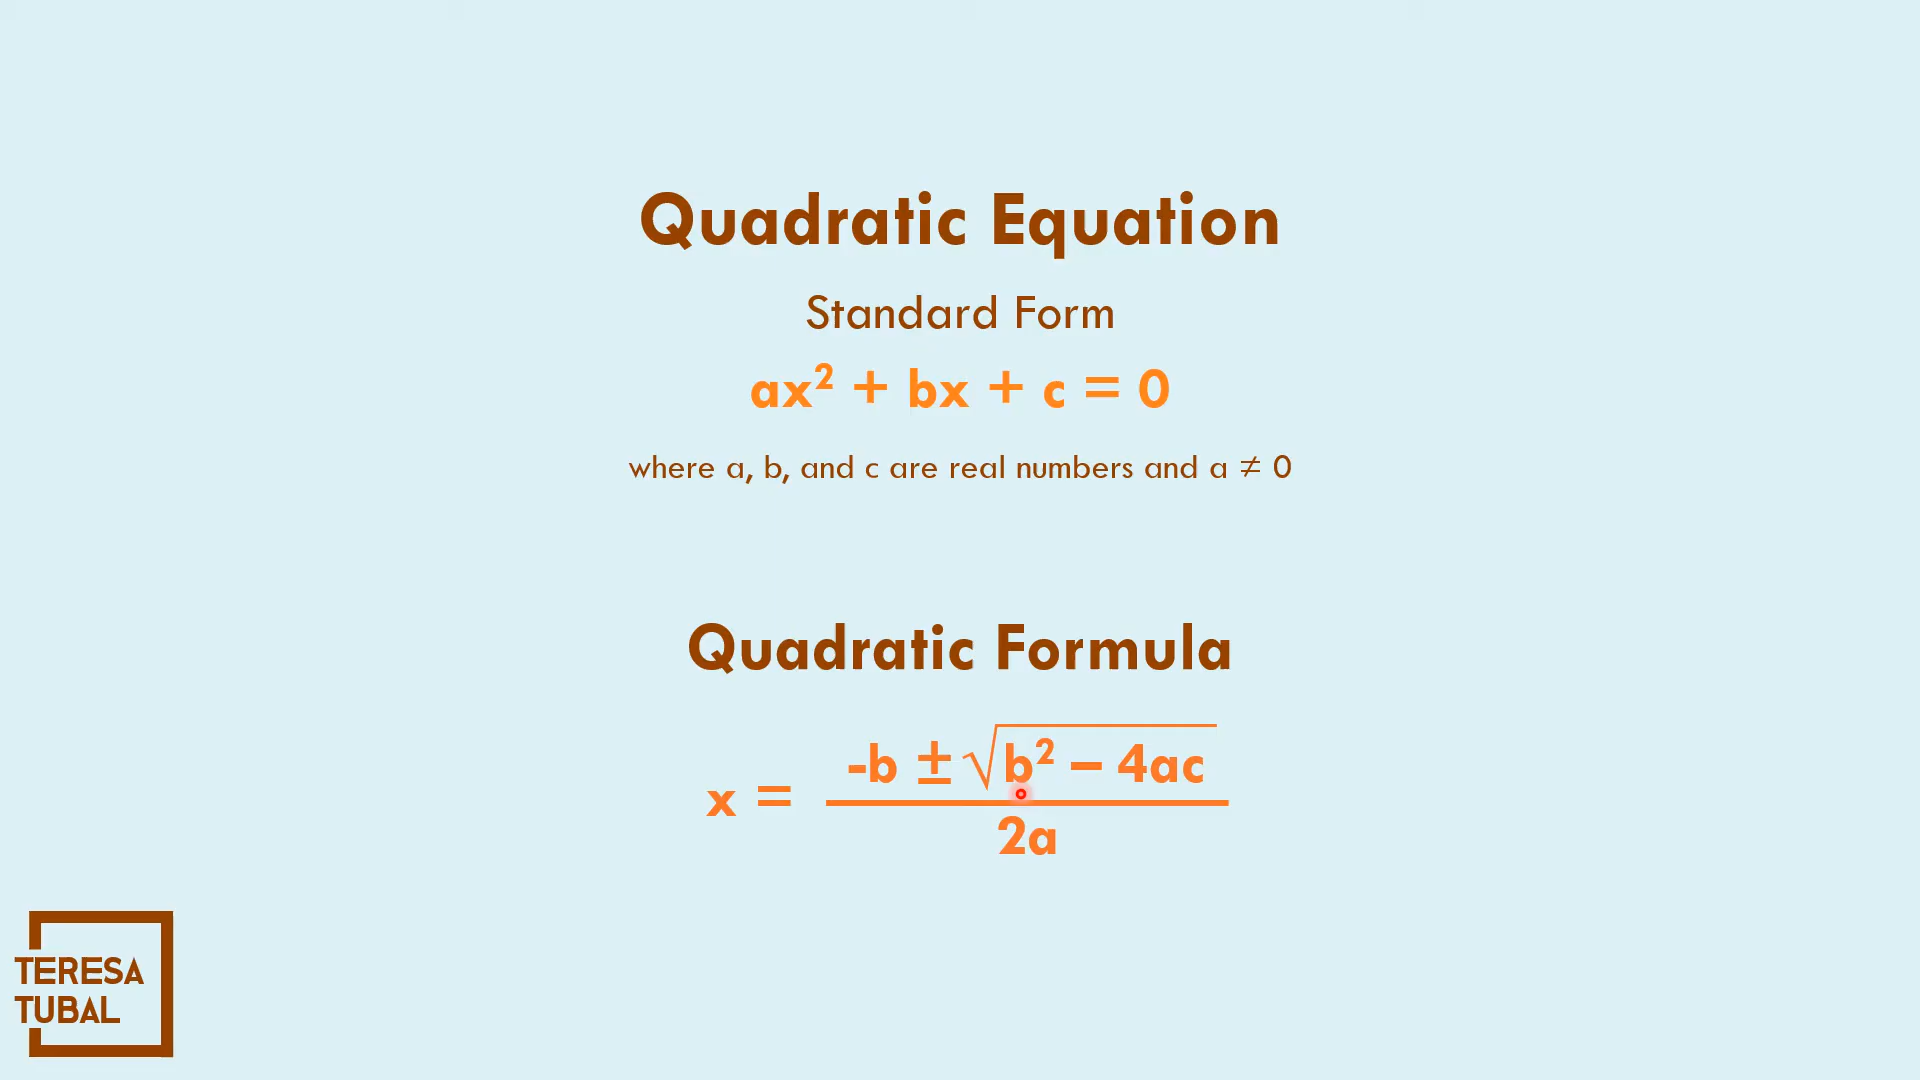 Quadratic Equation
Standard Form
ax² + bx + c = 0
where a, b, and c are real numbers and a ≠ 0
Quadratic Formula
x = -b ± √b² – 4ac
2a
TERESA
TUBAL